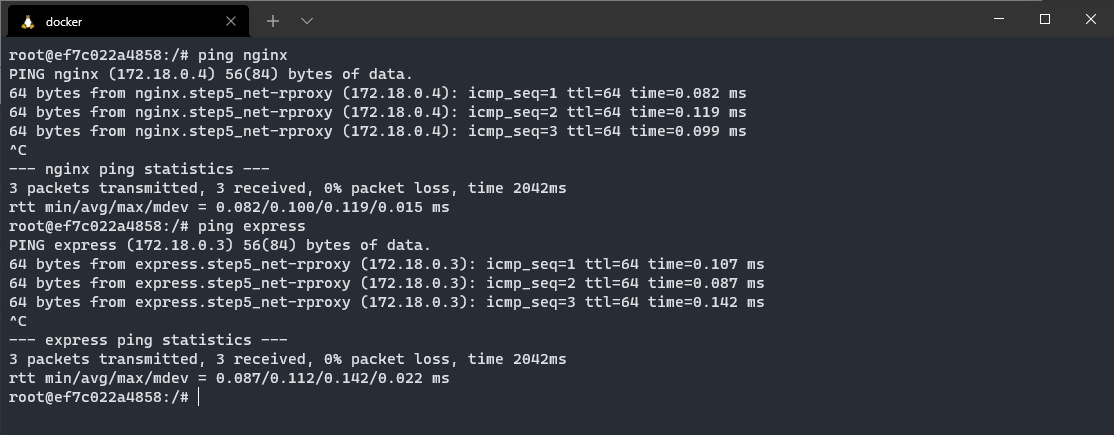 docker
root@ef7c022a4858:/# ping nginx
PING nginx (172.18.0.4) 56(84) bytes of data.
64 bytes from nginx.step5_net-rproxy (172.18.0.4): icmp_seq=1 ttl=64 time=0.082 ms
64 bytes from nginx.step5_net-rproxy (172.18.0.4): icmp_seq=2 ttl=64 time=0.119 ms
64 bytes from nginx.step5_net-rproxy (172.18.0.4): icmp_seq=3 ttl=64 time=0.099 ms
^C
--- nginx ping statistics ---
3 packets transmitted, 3 received, 0% packet loss, time 2042ms
rtt min/avg/max/mdev = 0.082/0.100/0.119/0.015 ms
root@ef7c022a4858:/# ping express
PING express (172.18.0.3) 56(84) bytes of data.
64 bytes from express.step5_net-rproxy (172.18.0.3): icmp_seq=1 ttl=64 time=0.107 ms
64 bytes from express.step5_net-rproxy (172.18.0.3): icmp_seq=2 ttl=64 time=0.087 ms
64 bytes from express.step5_net-rproxy (172.18.0.3): icmp_seq=3 ttl=64 time=0.142 ms
^C
--- express ping statistics ---
3 packets transmitted, 3 received, 0% packet loss, time 2042ms
rtt min/avg/max/mdev = 0.087/0.112/0.142/0.022 ms
root@ef7c022a4858:/#